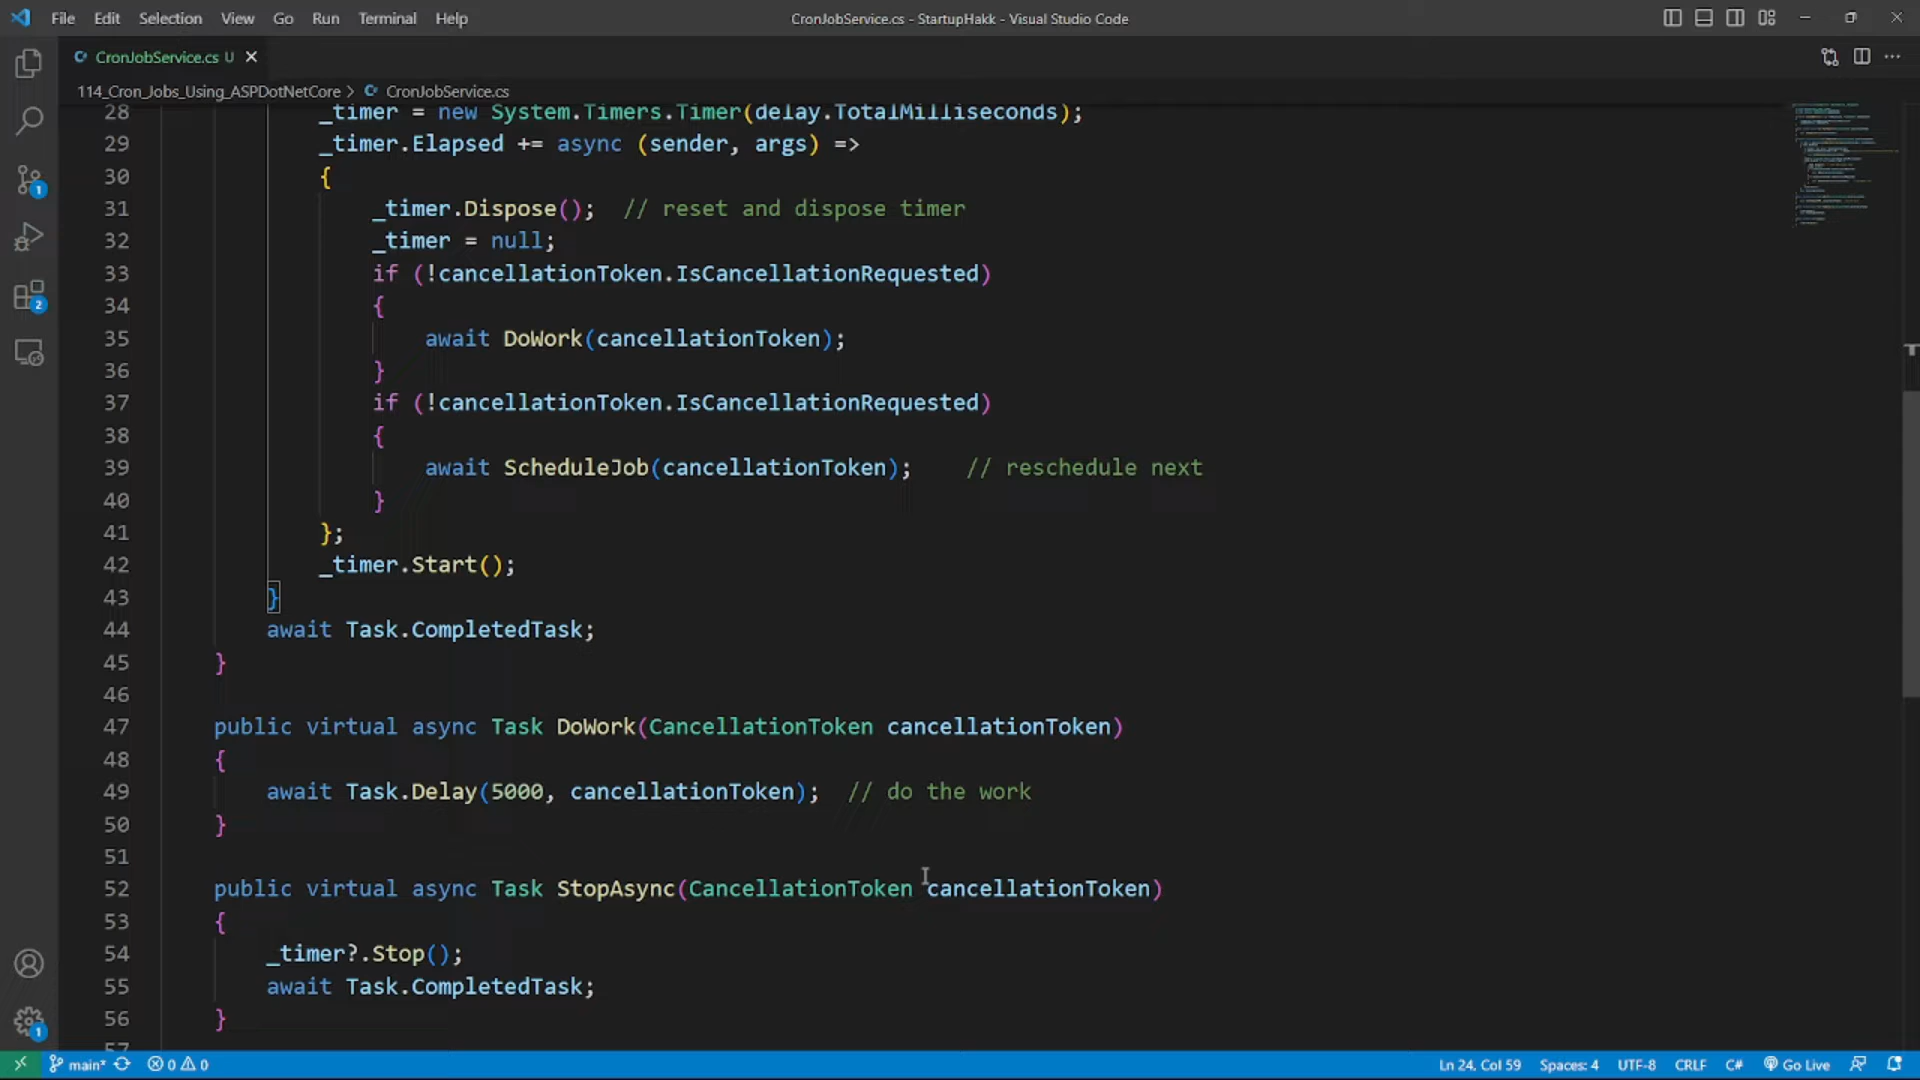 File Edit Selection View Go Run Terminal Help CronJobService.cs - StartupHakk - Visual Studio Code
CronJobService.cs U
114_Cron_Jobs_Using_ASPDotNetCore > CronJobService.cs
28 _timer = new System.Timers.Timer(delay.TotalMilliseconds);
29 _timer.Elapsed += async (sender, args) =>
30 {
31 _timer.Dispose(); // reset and dispose timer
32 _timer = null;
33 if (!cancellationToken.IsCancellationRequested)
34 {
35 await DoWork(cancellationToken);
36 }
37 if (!cancellationToken.IsCancellationRequested)
38 {
39 await ScheduleJob(cancellationToken); // reschedule next
40 }
41 };
42 _timer.Start();
43 }
44 await Task.CompletedTask;
45 }
46
47 public virtual async Task DoWork(CancellationToken cancellationToken)
48 {
49 await Task.Delay(5000, cancellationToken); // do the work
50 }
51
52 public virtual async Task StopAsync(CancellationToken cancellationToken)
53 {
54 _timer?.Stop();
55 await Task.CompletedTask;
56 }
57
1
2
1
main* 0 0 Ln 24, Col 59 Spaces: 4 UTF-8 CRLF C# Go Live